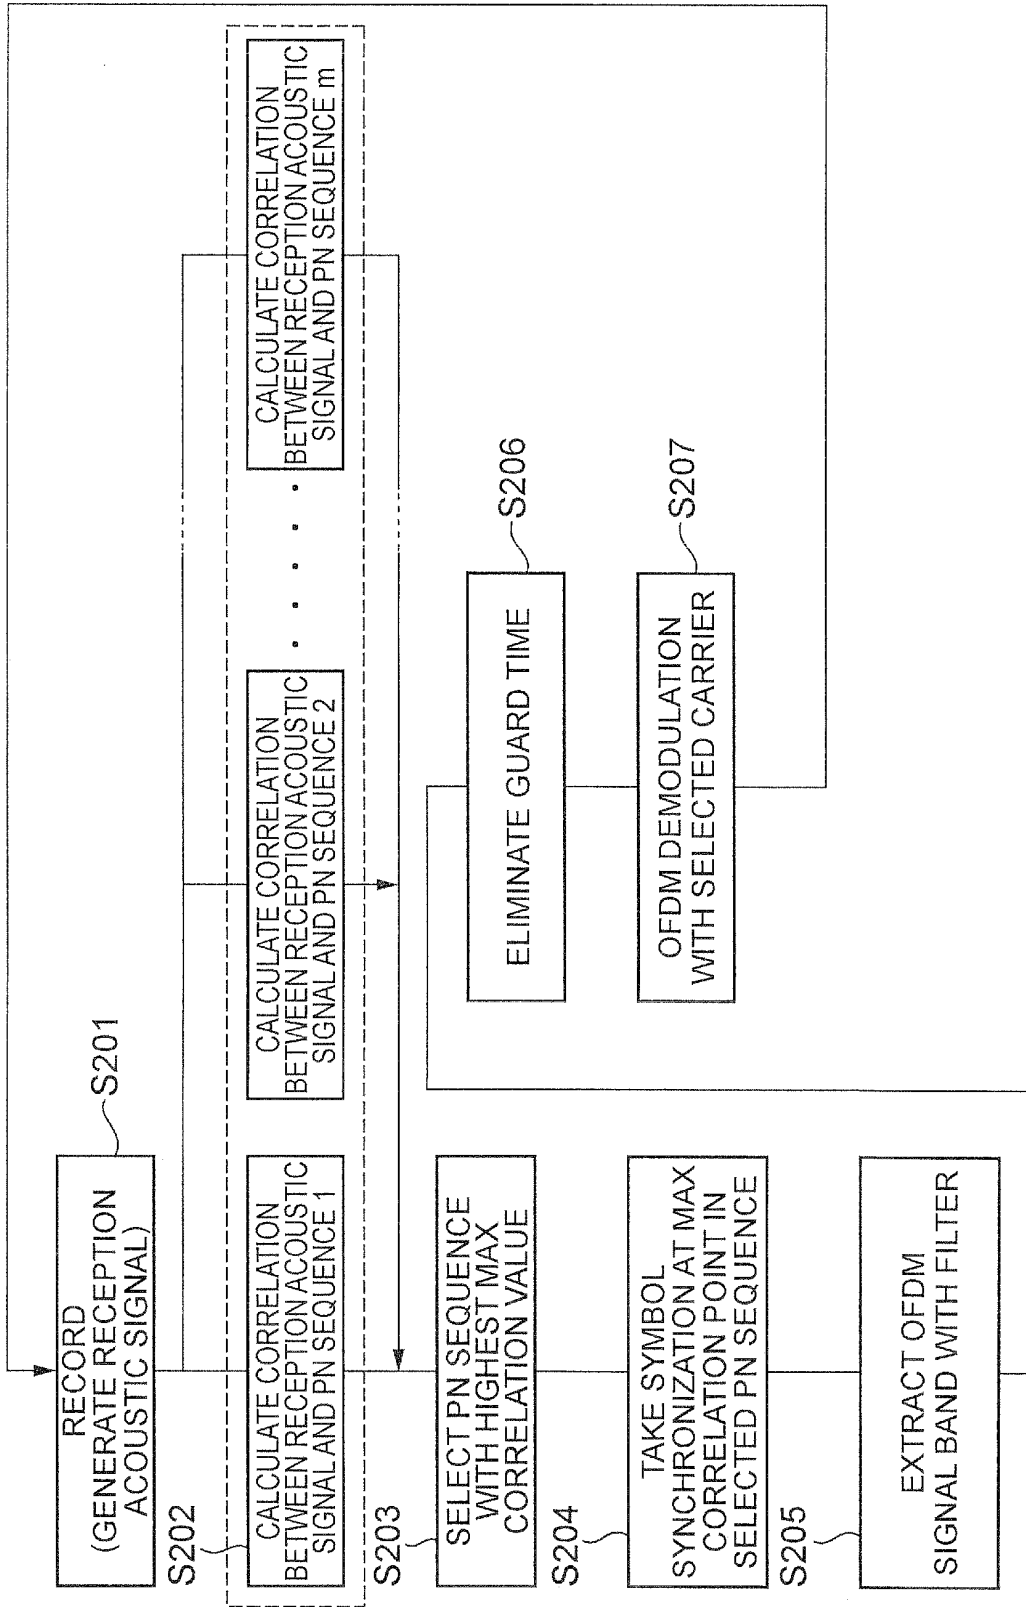 RECORD
(GENERATE RECEPTION
ACOUSTIC SIGNAL)
S201
S202
CALCULATE CORRELATION
BETWEEN RECEPTION ACOUSTIC
SIGNAL AND PN SEQUENCE 1
CALCULATE CORRELATION
BETWEEN RECEPTION ACOUSTIC
SIGNAL AND PN SEQUENCE 2
CALCULATE CORRELATION
BETWEEN RECEPTION ACOUSTIC
SIGNAL AND PN SEQUENCE m
S203
SELECT PN SEQUENCE
WITH HIGHEST MAX
CORRELATION VALUE
S204
TAKE SYMBOL
SYNCHRONIZATION AT MAX
CORRELATION POINT IN
SELECTED PN SEQUENCE
S205
EXTRACT OFDM
SIGNAL BAND WITH FILTER
ELIMINATE GUARD TIME
S206
OFDM DEMODULATION
WITH SELECTED CARRIER
S207